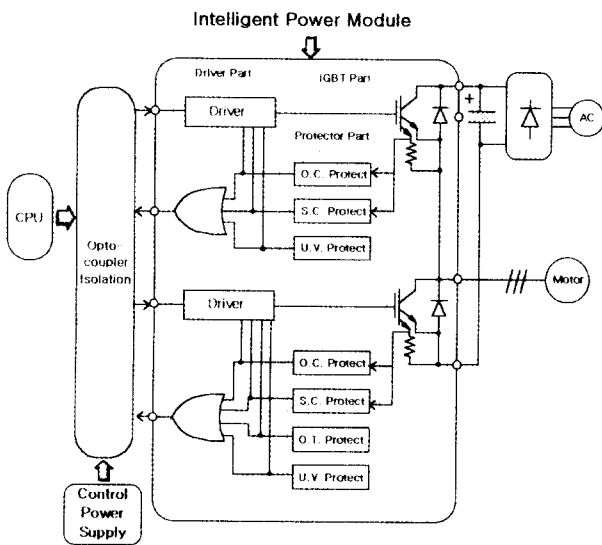 Intelligent Power Module
Driver Part
IGBT Part
Driver
Protector Part
O.C. Protect
S.C. Protect
U.V. Protect
CPU
Opto-
coupler
Isolation
+
AC
Driver
Motor
O.C. Protect
S.C. Protect
O.T. Protect
U.V. Protect
Control
Power
Supply